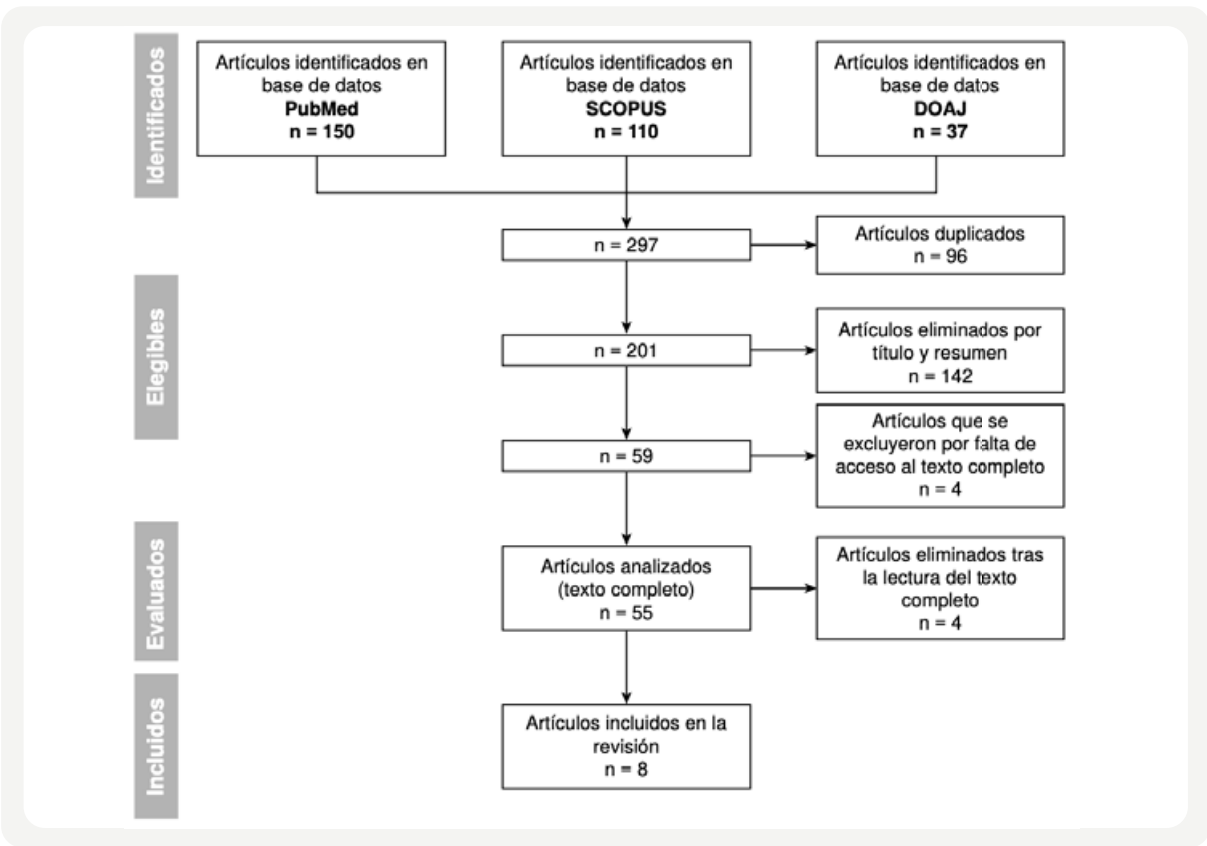 Identificados
Artículos identificados en
base de datos
PubMed
n = 150
Artículos identificados en
base de datos
SCOPUS
n = 110
Artículos identificados en
base de datos
DOAJ
n = 37
n = 297
Artículos duplicados
n = 96
Elegibles
n = 201
Artículos eliminados por
título y resumen
n = 142
n = 59
Artículos que se
excluyeron por falta de
acceso al texto completo
n = 4
Evaluados
Artículos analizados
(texto completo)
n = 55
Artículos eliminados tras
la lectura del texto
completo
n = 4
Incluidos
Artículos incluidos en la
revisión
n = 8